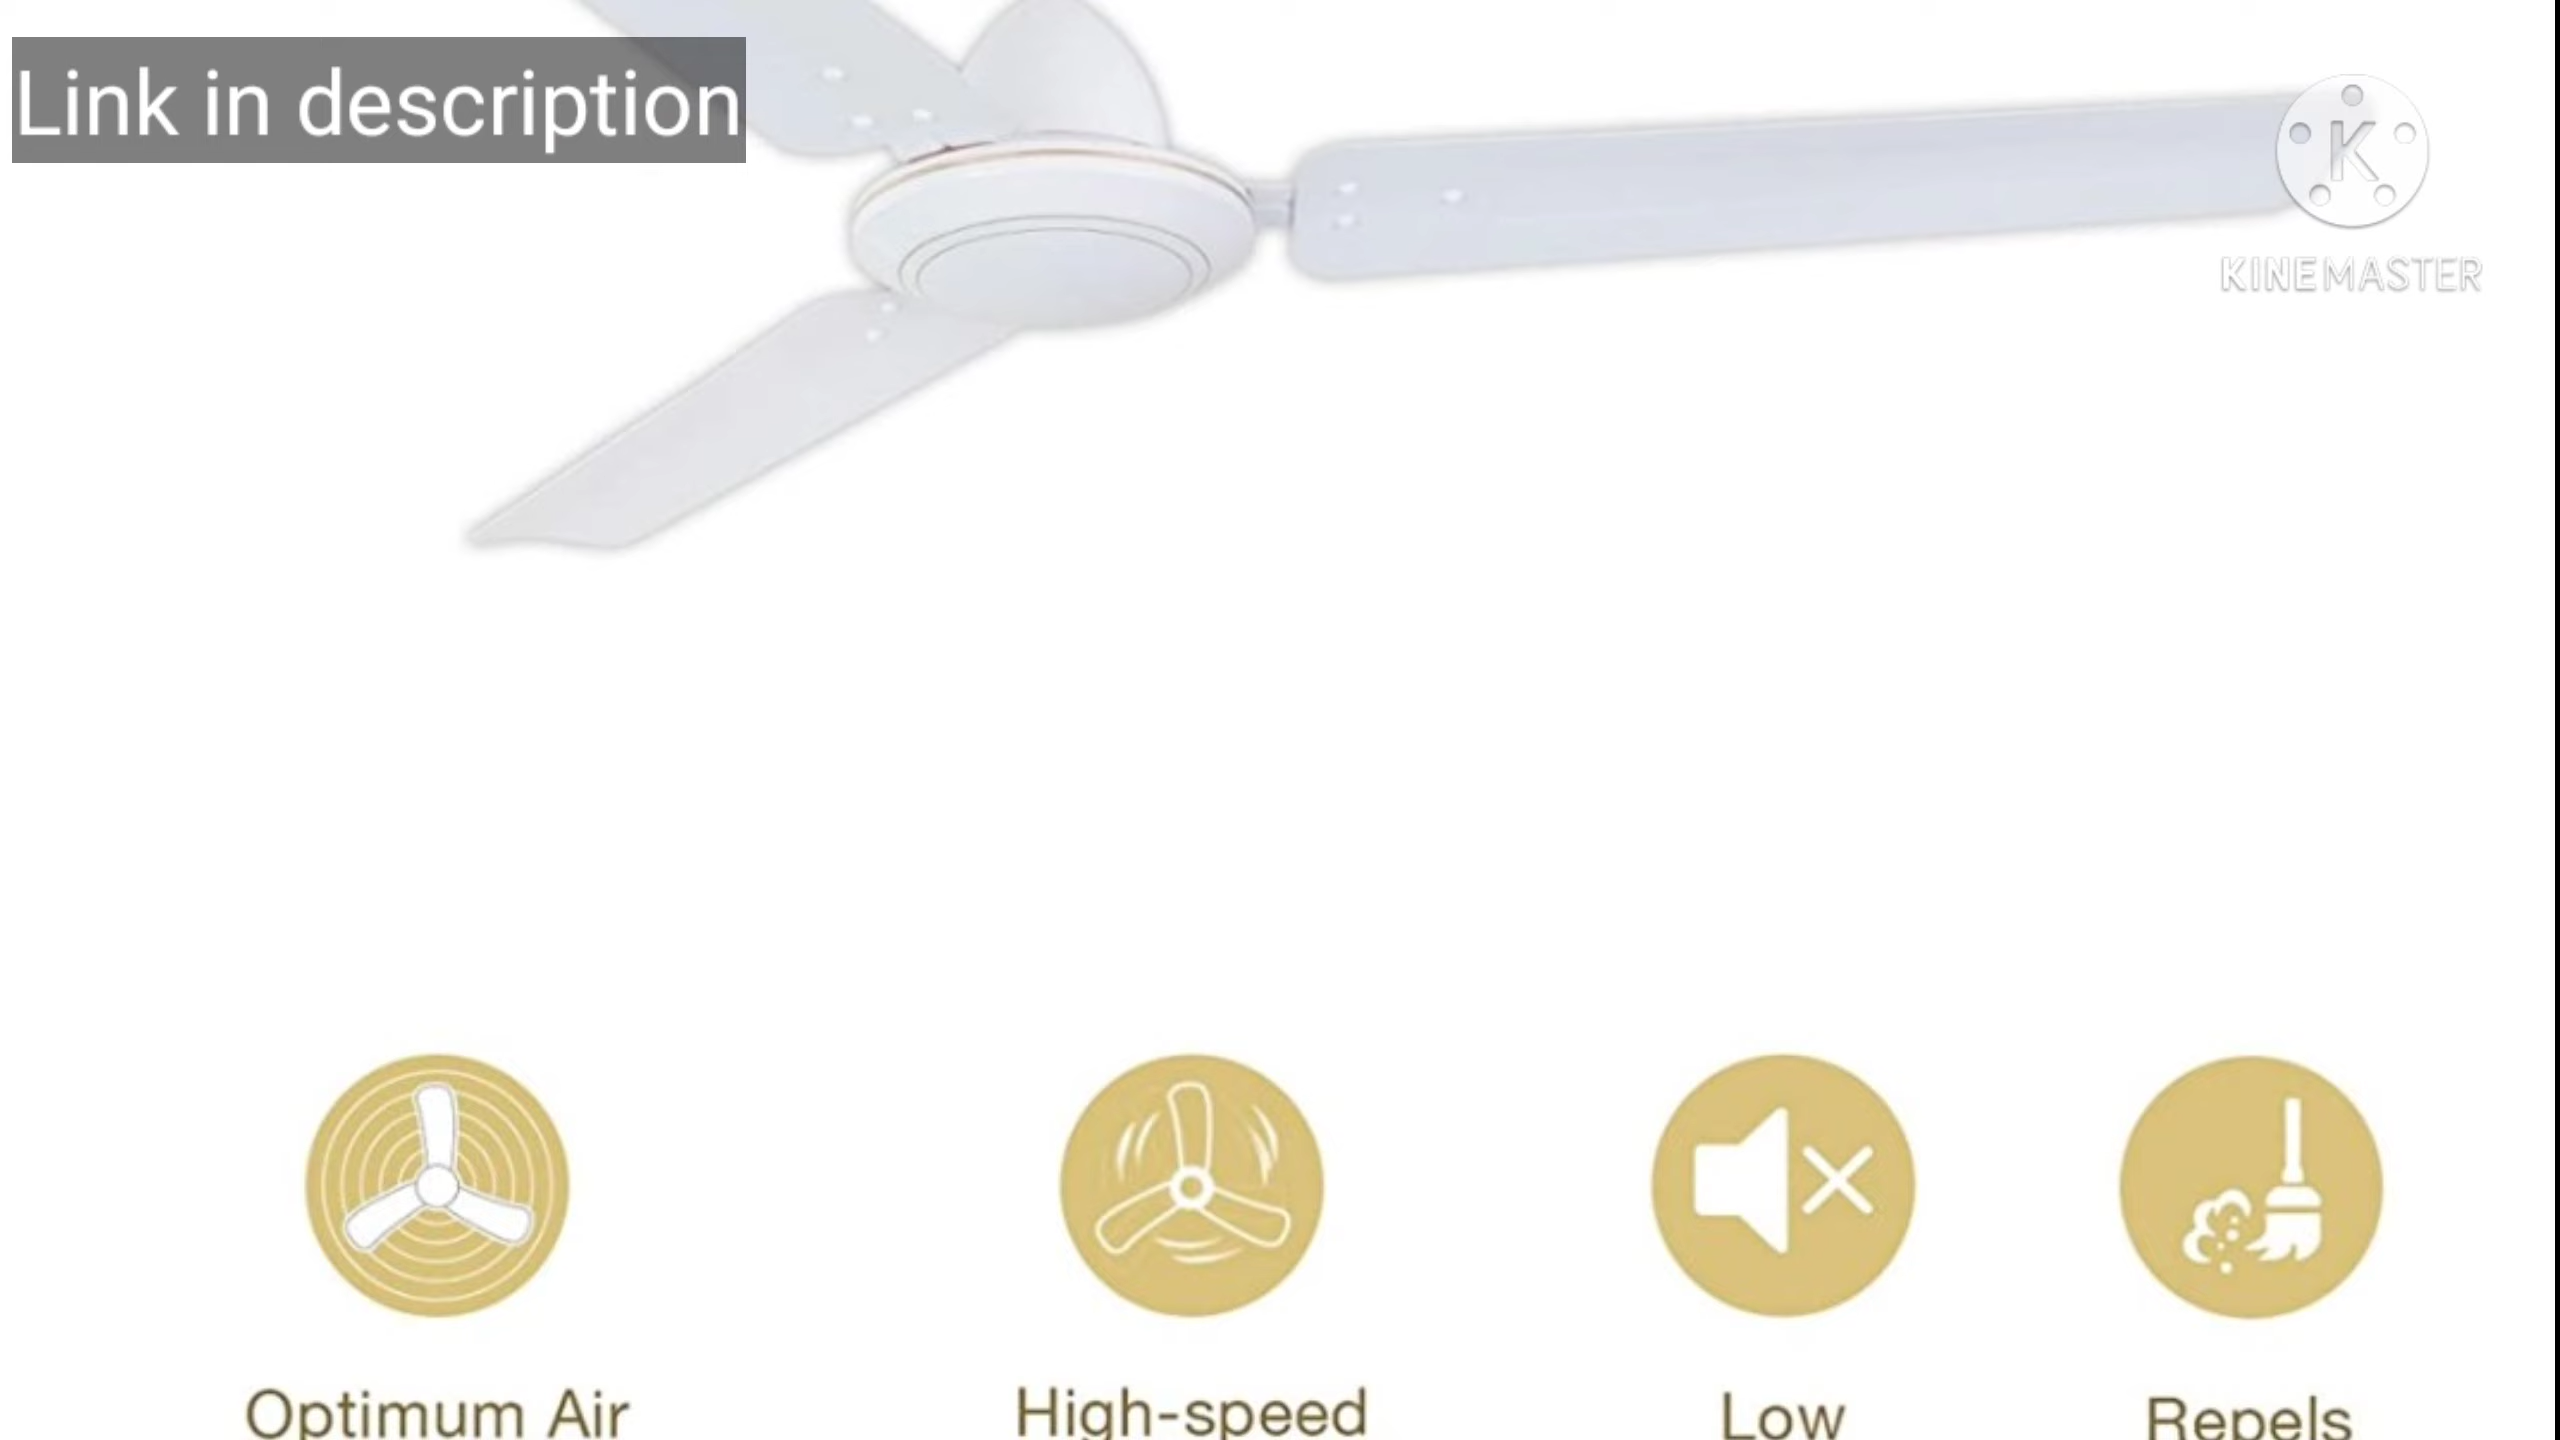 Link in description
K
KINEMASTER
Optimum Air
High-speed
Low
Repels